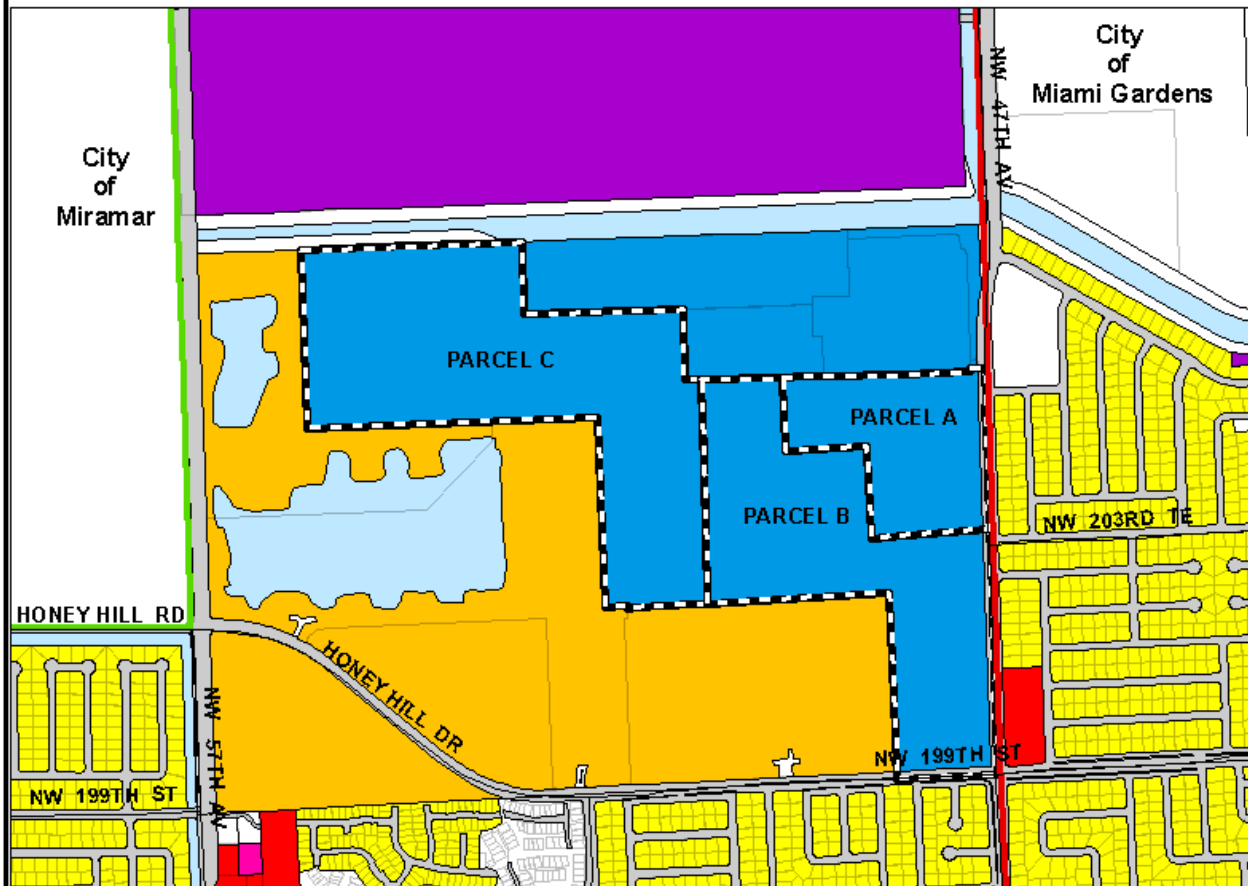 City
of
Miami Gardens
NW 47TH AV
City
of
Miramar
PARCEL C
PARCEL A
PARCEL B
NW 203RD TE
HONEY HILL RD
HONEY HILL DR
NW 57TH AV
NW 199TH ST
NW 199TH ST